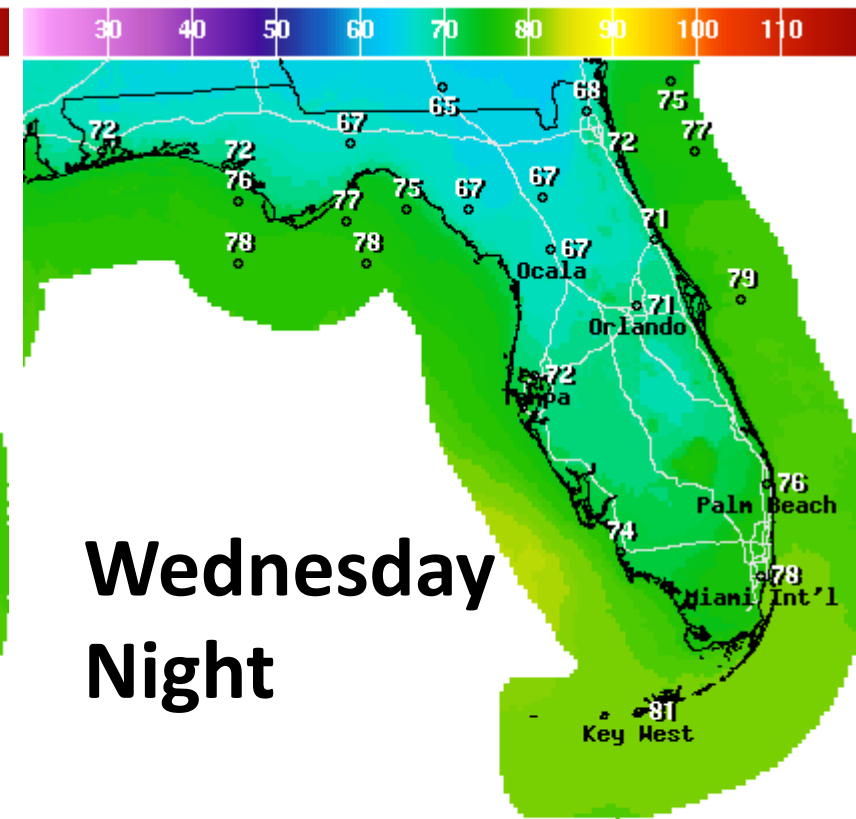 30 40 50 60 70 80 90 100 110
65 68 75
72 67 72 77
72
76 75 67 67
77 71
78 78 67
Ocala
79
71
Orlando
72
Tampa
76
Palm Beach
74
Wednesday
78
Miami Int'l
Night
81
Key West